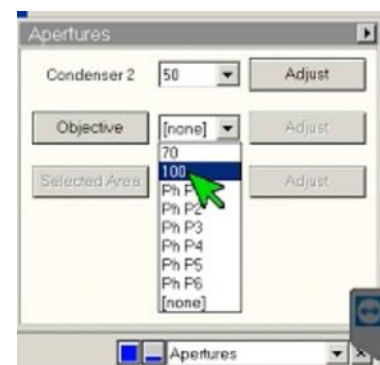 Apertures
Condenser 2 50 Adjust
Objective [none] Adjust
70
100
Selected Area Adjust
Ph P2
Ph P3
Ph P4
Ph P5
Ph P6
[none]
Apertures